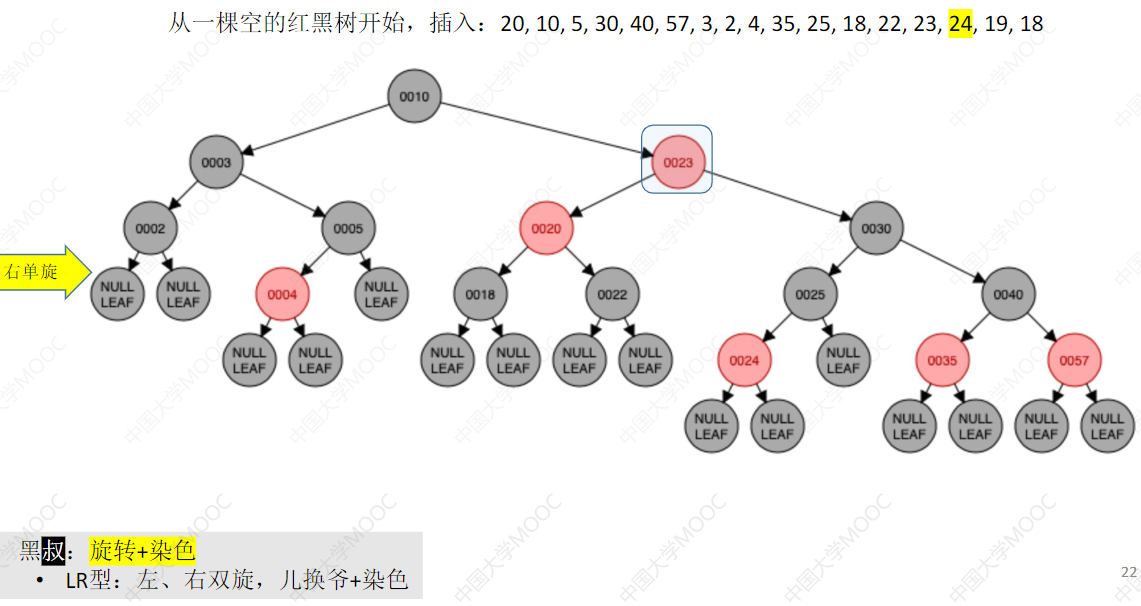 从一棵空的红黑树开始，插入：20, 10, 5, 30, 40, 57, 3, 2, 4, 35, 25, 18, 22, 23, 24, 19, 18
0010
0003
0023
0002
0005
0020
0030
右单旋
NULL LEAF
NULL LEAF
0004
NULL LEAF
0018
0022
0025
0040
NULL LEAF
NULL LEAF
NULL LEAF
NULL LEAF
NULL LEAF
NULL LEAF
0024
NULL LEAF
0035
0057
NULL LEAF
NULL LEAF
NULL LEAF
NULL LEAF
NULL LEAF
NULL LEAF
黑叔：旋转+染色
• LR型：左、右双旋，儿换爷+染色
22
中国大学MOOC